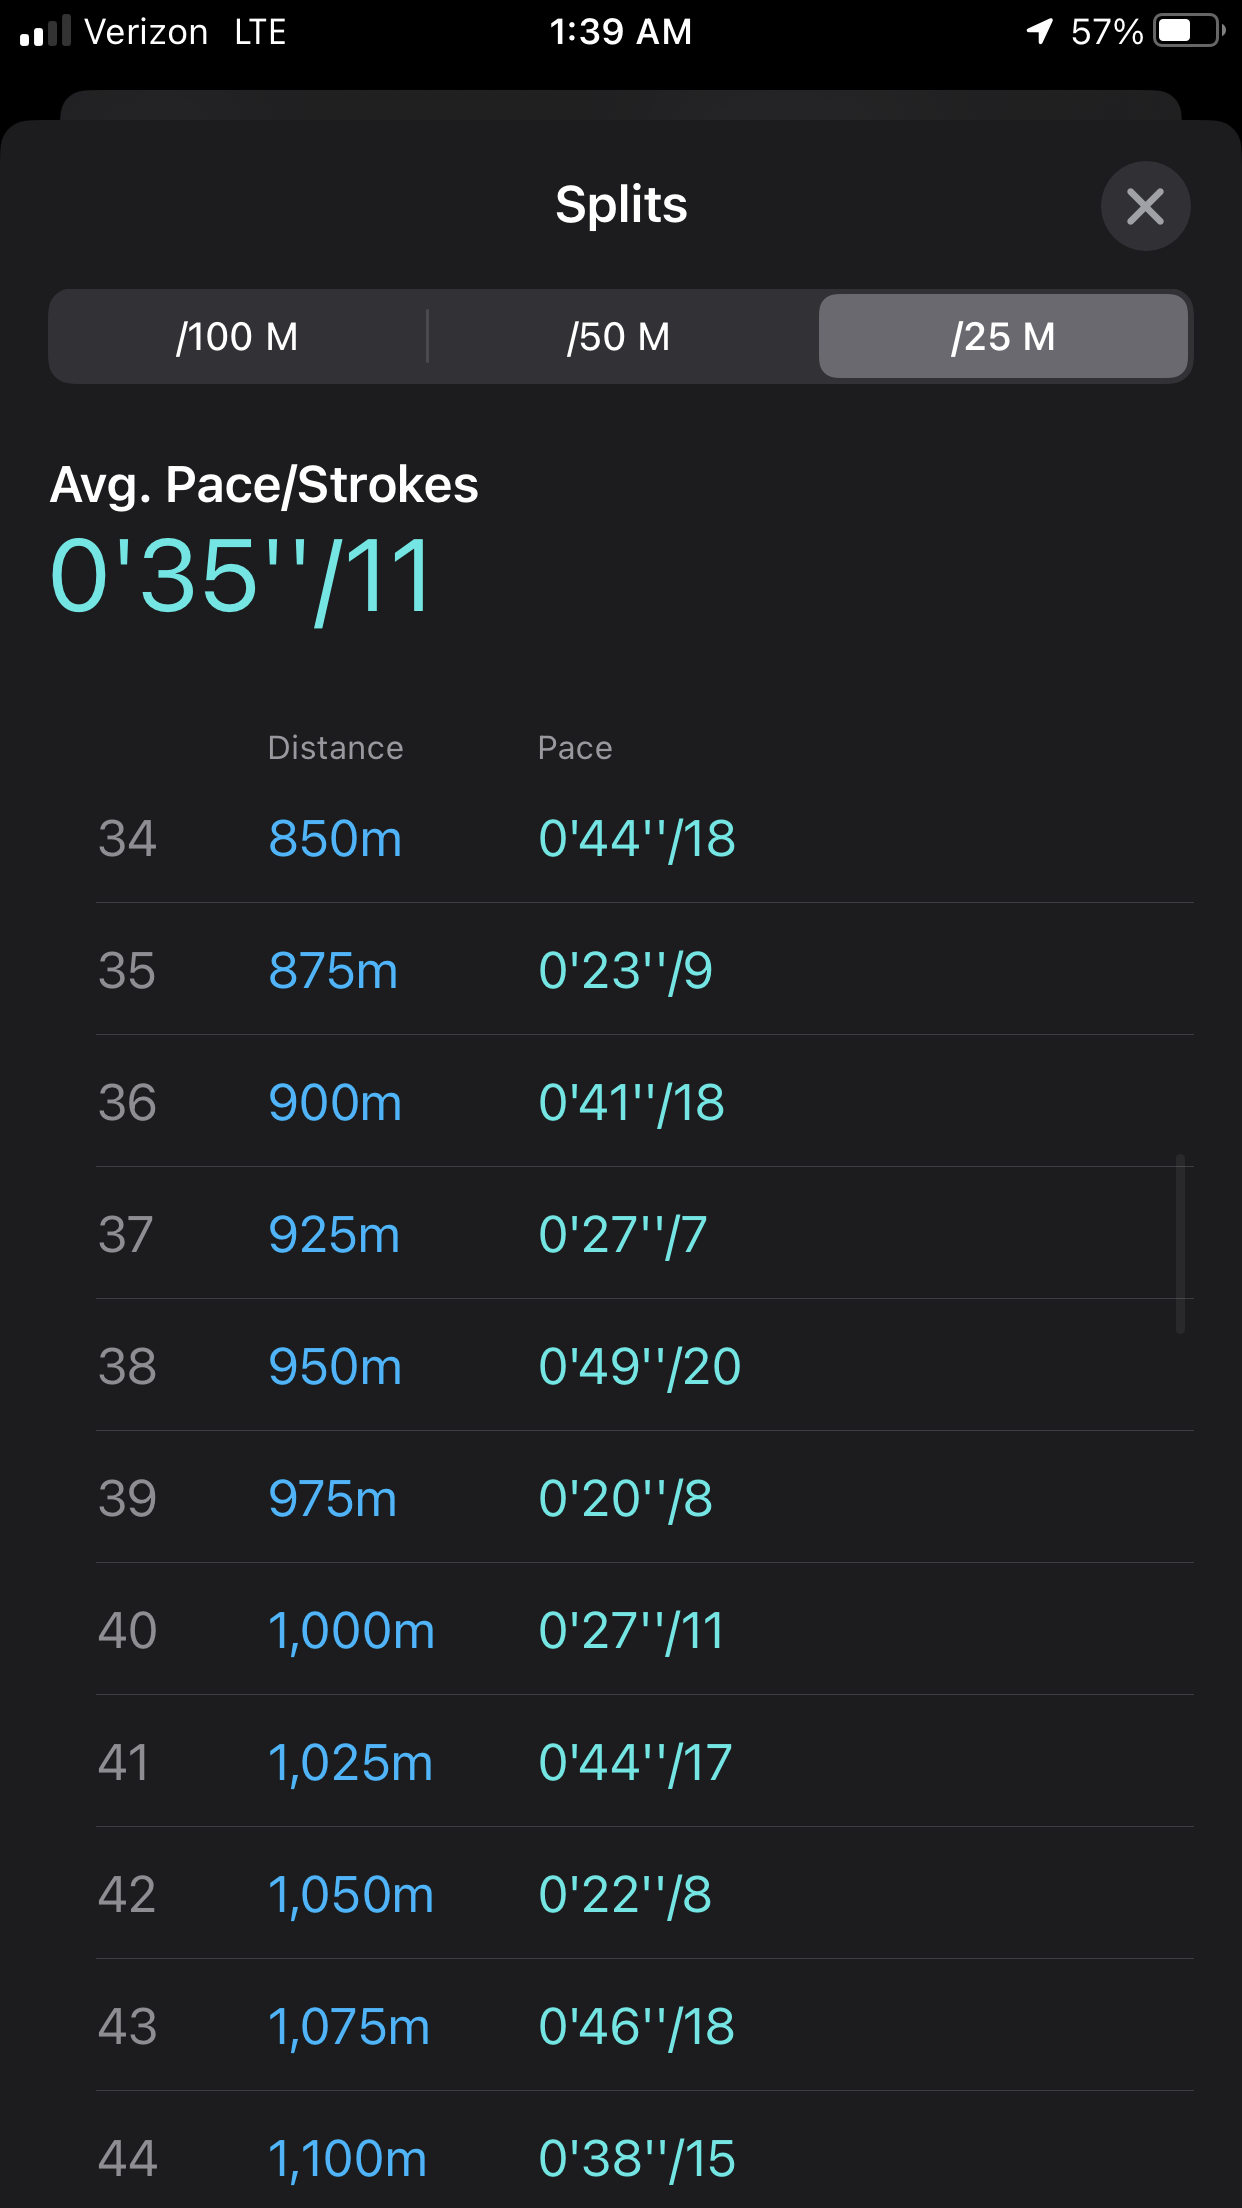 Verizon LTE 1:39 AM 57%
Splits
/100 M /50 M /25 M
Avg. Pace/Strokes
0'35''/11
Distance Pace
34 850m 0'44''/18
35 875m 0'23''/9
36 900m 0'41''/18
37 925m 0'27''/7
38 950m 0'49''/20
39 975m 0'20''/8
40 1,000m 0'27''/11
41 1,025m 0'44''/17
42 1,050m 0'22''/8
43 1,075m 0'46''/18
44 1,100m 0'38''/15